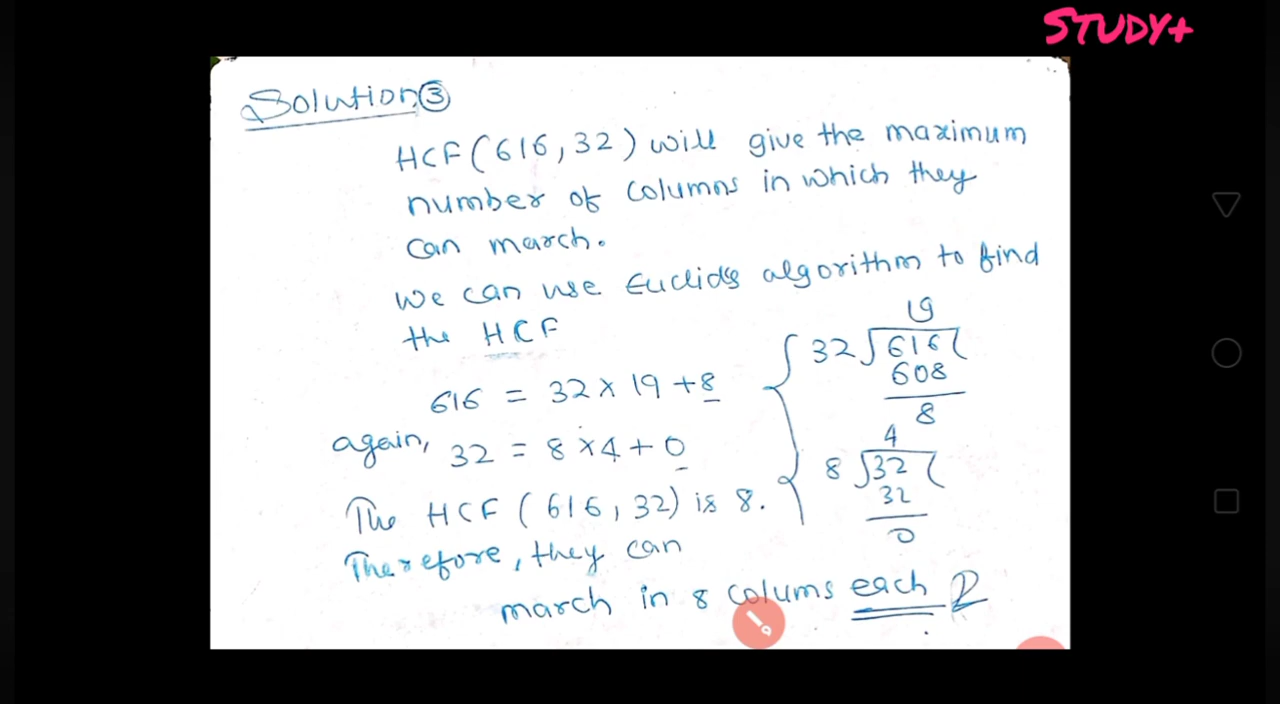 STUDY+
Solution ③
HCF (616, 32) will give the maximum
number of columns in which they
can march.
we can use Euclid's algorithm to find
the HCF
616 = 32 x 19 + 8
again, 32 = 8 x 4 + 0
The HCF (616, 32) is 8.
Therefore, they can
march in 8 colums each
19
32 ) 616 (
608
8
4
8 ) 32 (
32
0